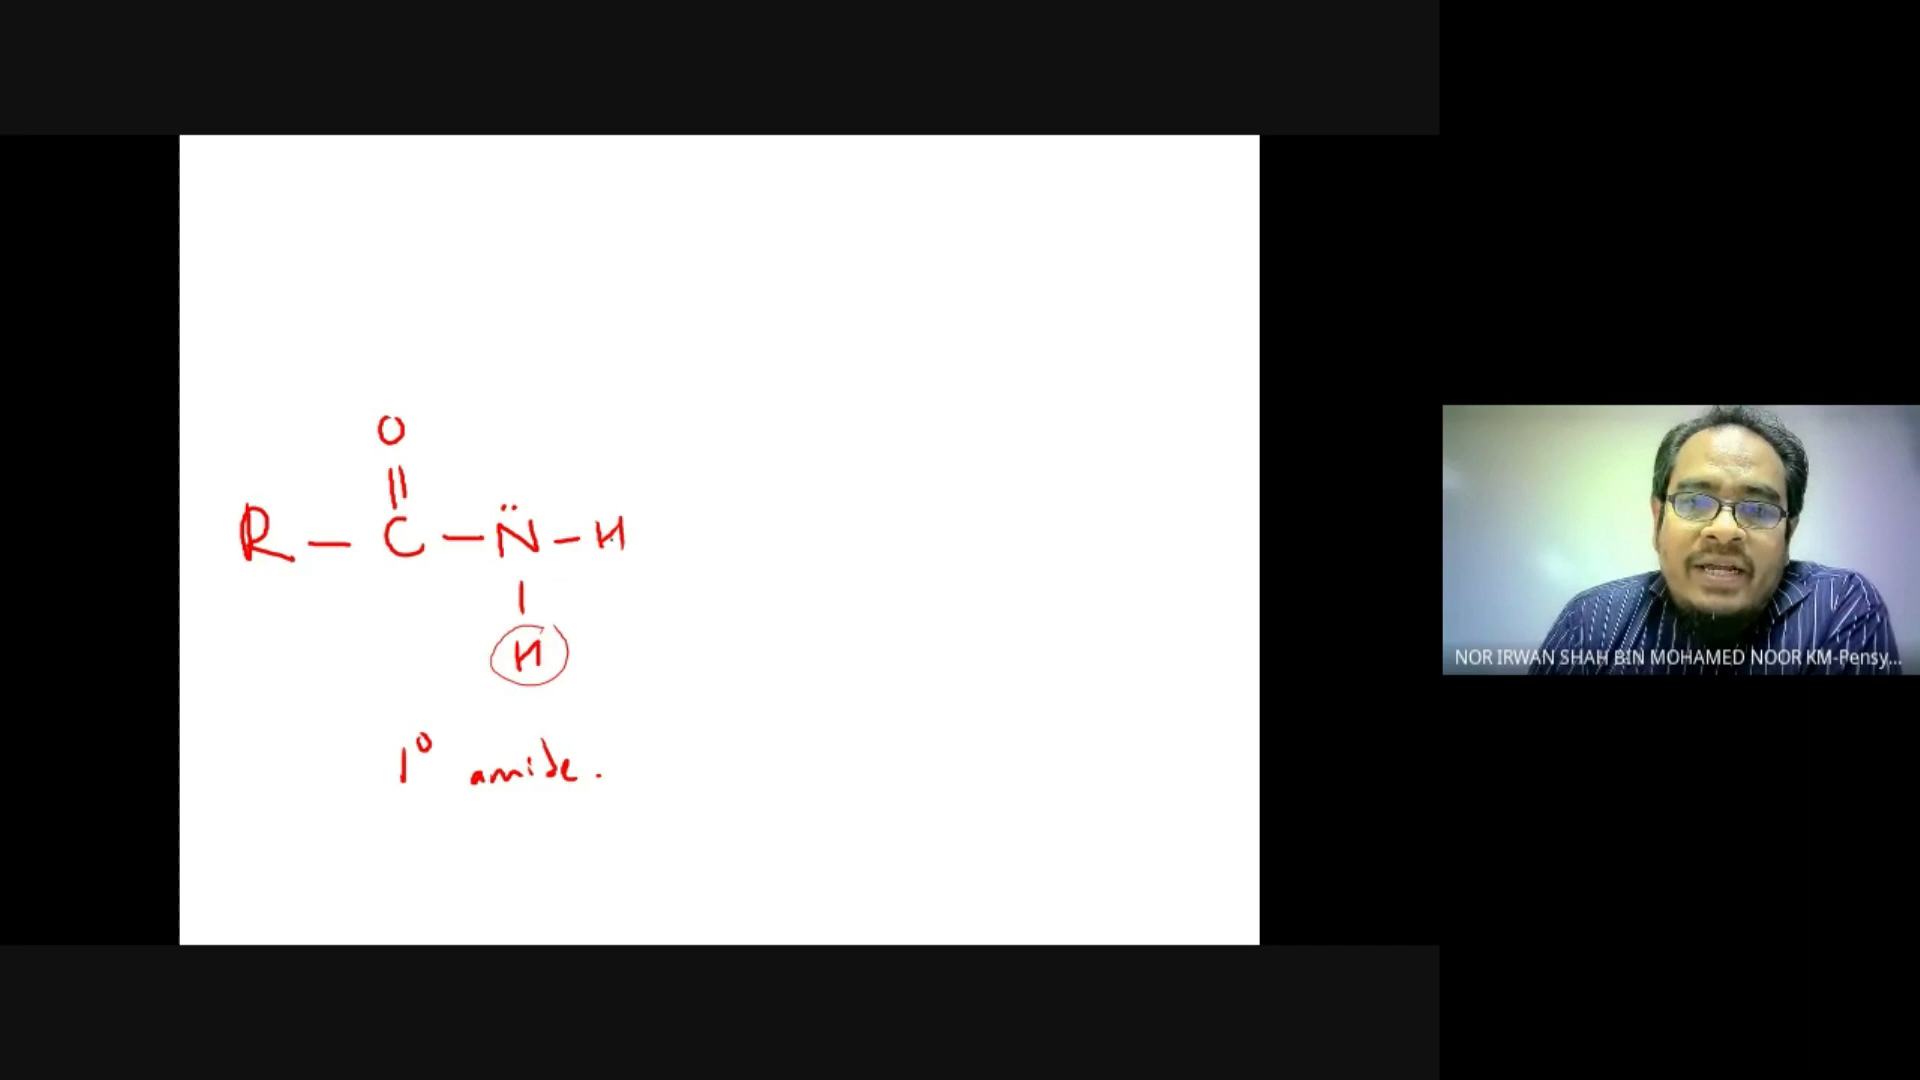 O
||
R – C – N̈ – H
|
H
1° amide.
NOR IRWAN SHAH BIN MOHAMED NOOR KM-Pensy...